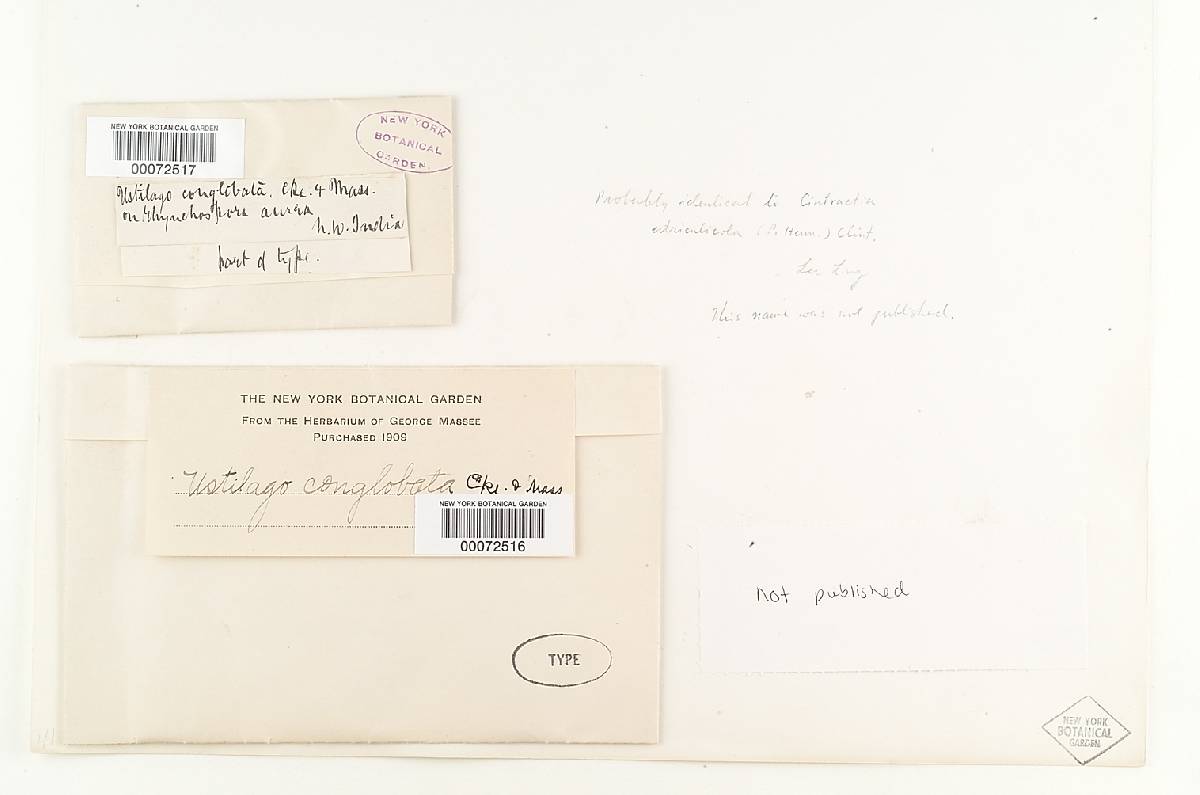 NEW YORK BOTANICAL GARDEN
00072517
NEW YORK
BOTANICAL
GARDEN.
Ustilago conglobata. Cke. & Mass.
on Rhynchospora aurea
N.W. India
part of type.
Probably identical to Cintractia
utriculicola (P. Henn.) Clint.
Lee Ling
This name was not published.
THE NEW YORK BOTANICAL GARDEN
FROM THE HERBARIUM OF GEORGE MASSEE
PURCHASED 1909
Ustilago conglobata Cke. & Mass
NEW YORK BOTANICAL GARDEN
00072516
not published
TYPE
NEW YORK
BOTANICAL
GARDEN